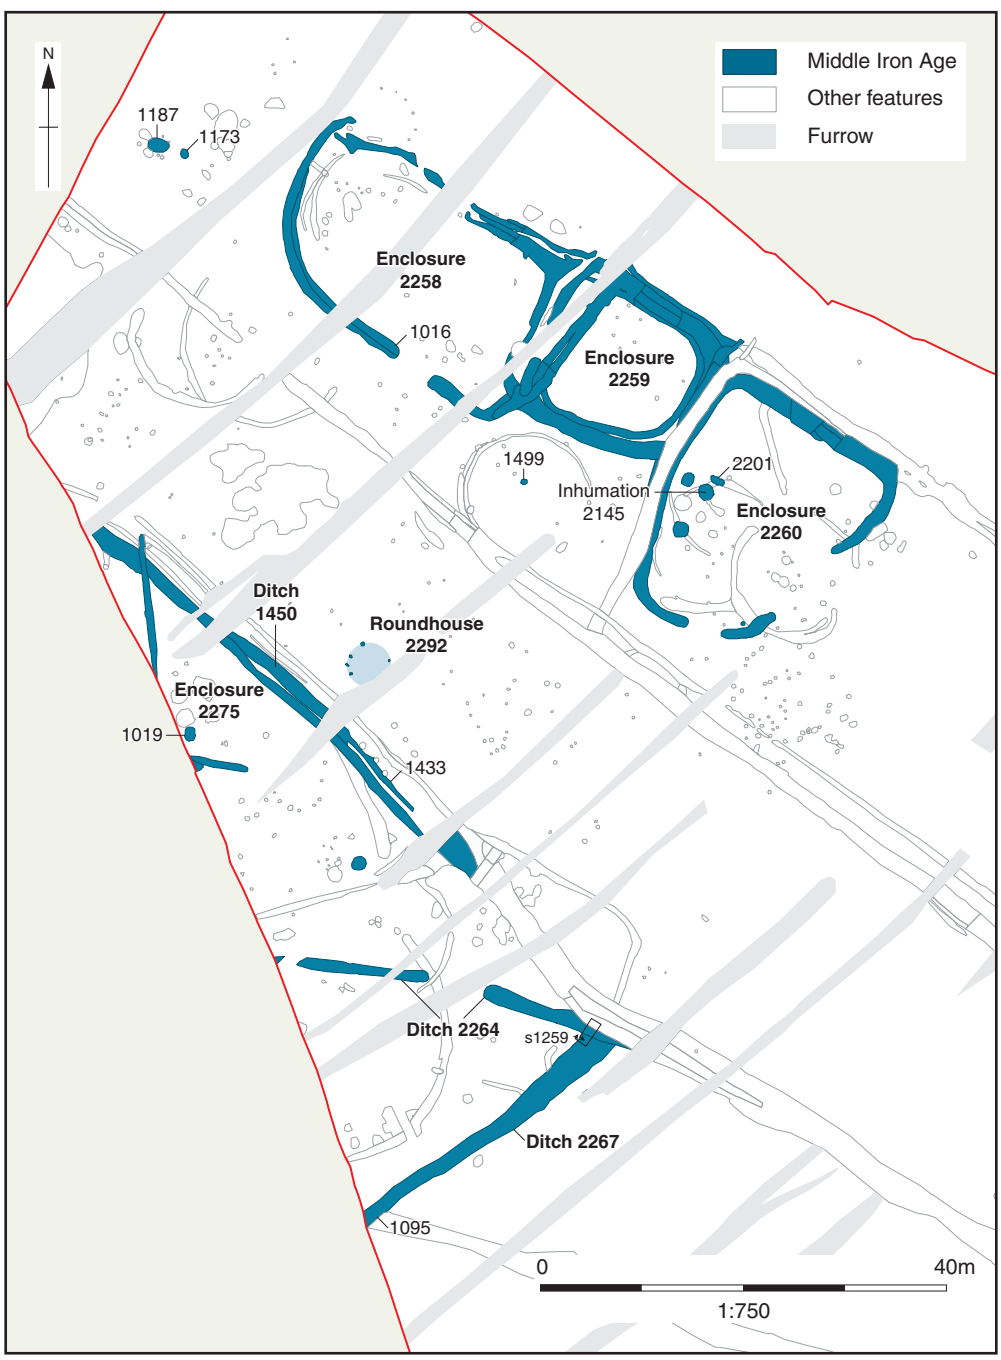 N
Middle Iron Age
Other features
Furrow
1187
1173
Enclosure
2258
1016
Enclosure
2259
1499
2201
Inhumation
2145
Enclosure
2260
Ditch
1450
Roundhouse
2292
Enclosure
2275
1019
1433
Ditch 2264
s1259
Ditch 2267
1095
0
40m
1:750